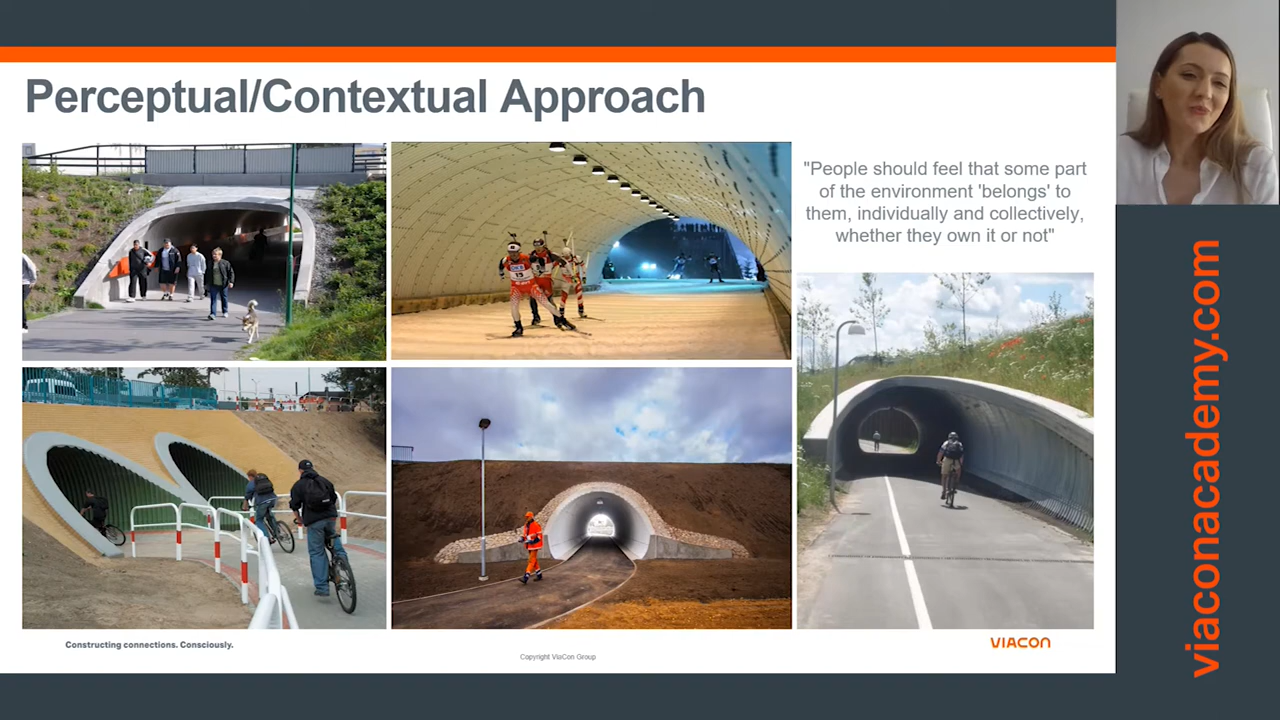 Perceptual/Contextual Approach
"People should feel that some part
of the environment 'belongs' to
them, individually and collectively,
whether they own it or not"
Constructing connections. Consciously.
Copyright ViaCon Group
VIACON
viaconacademy.com